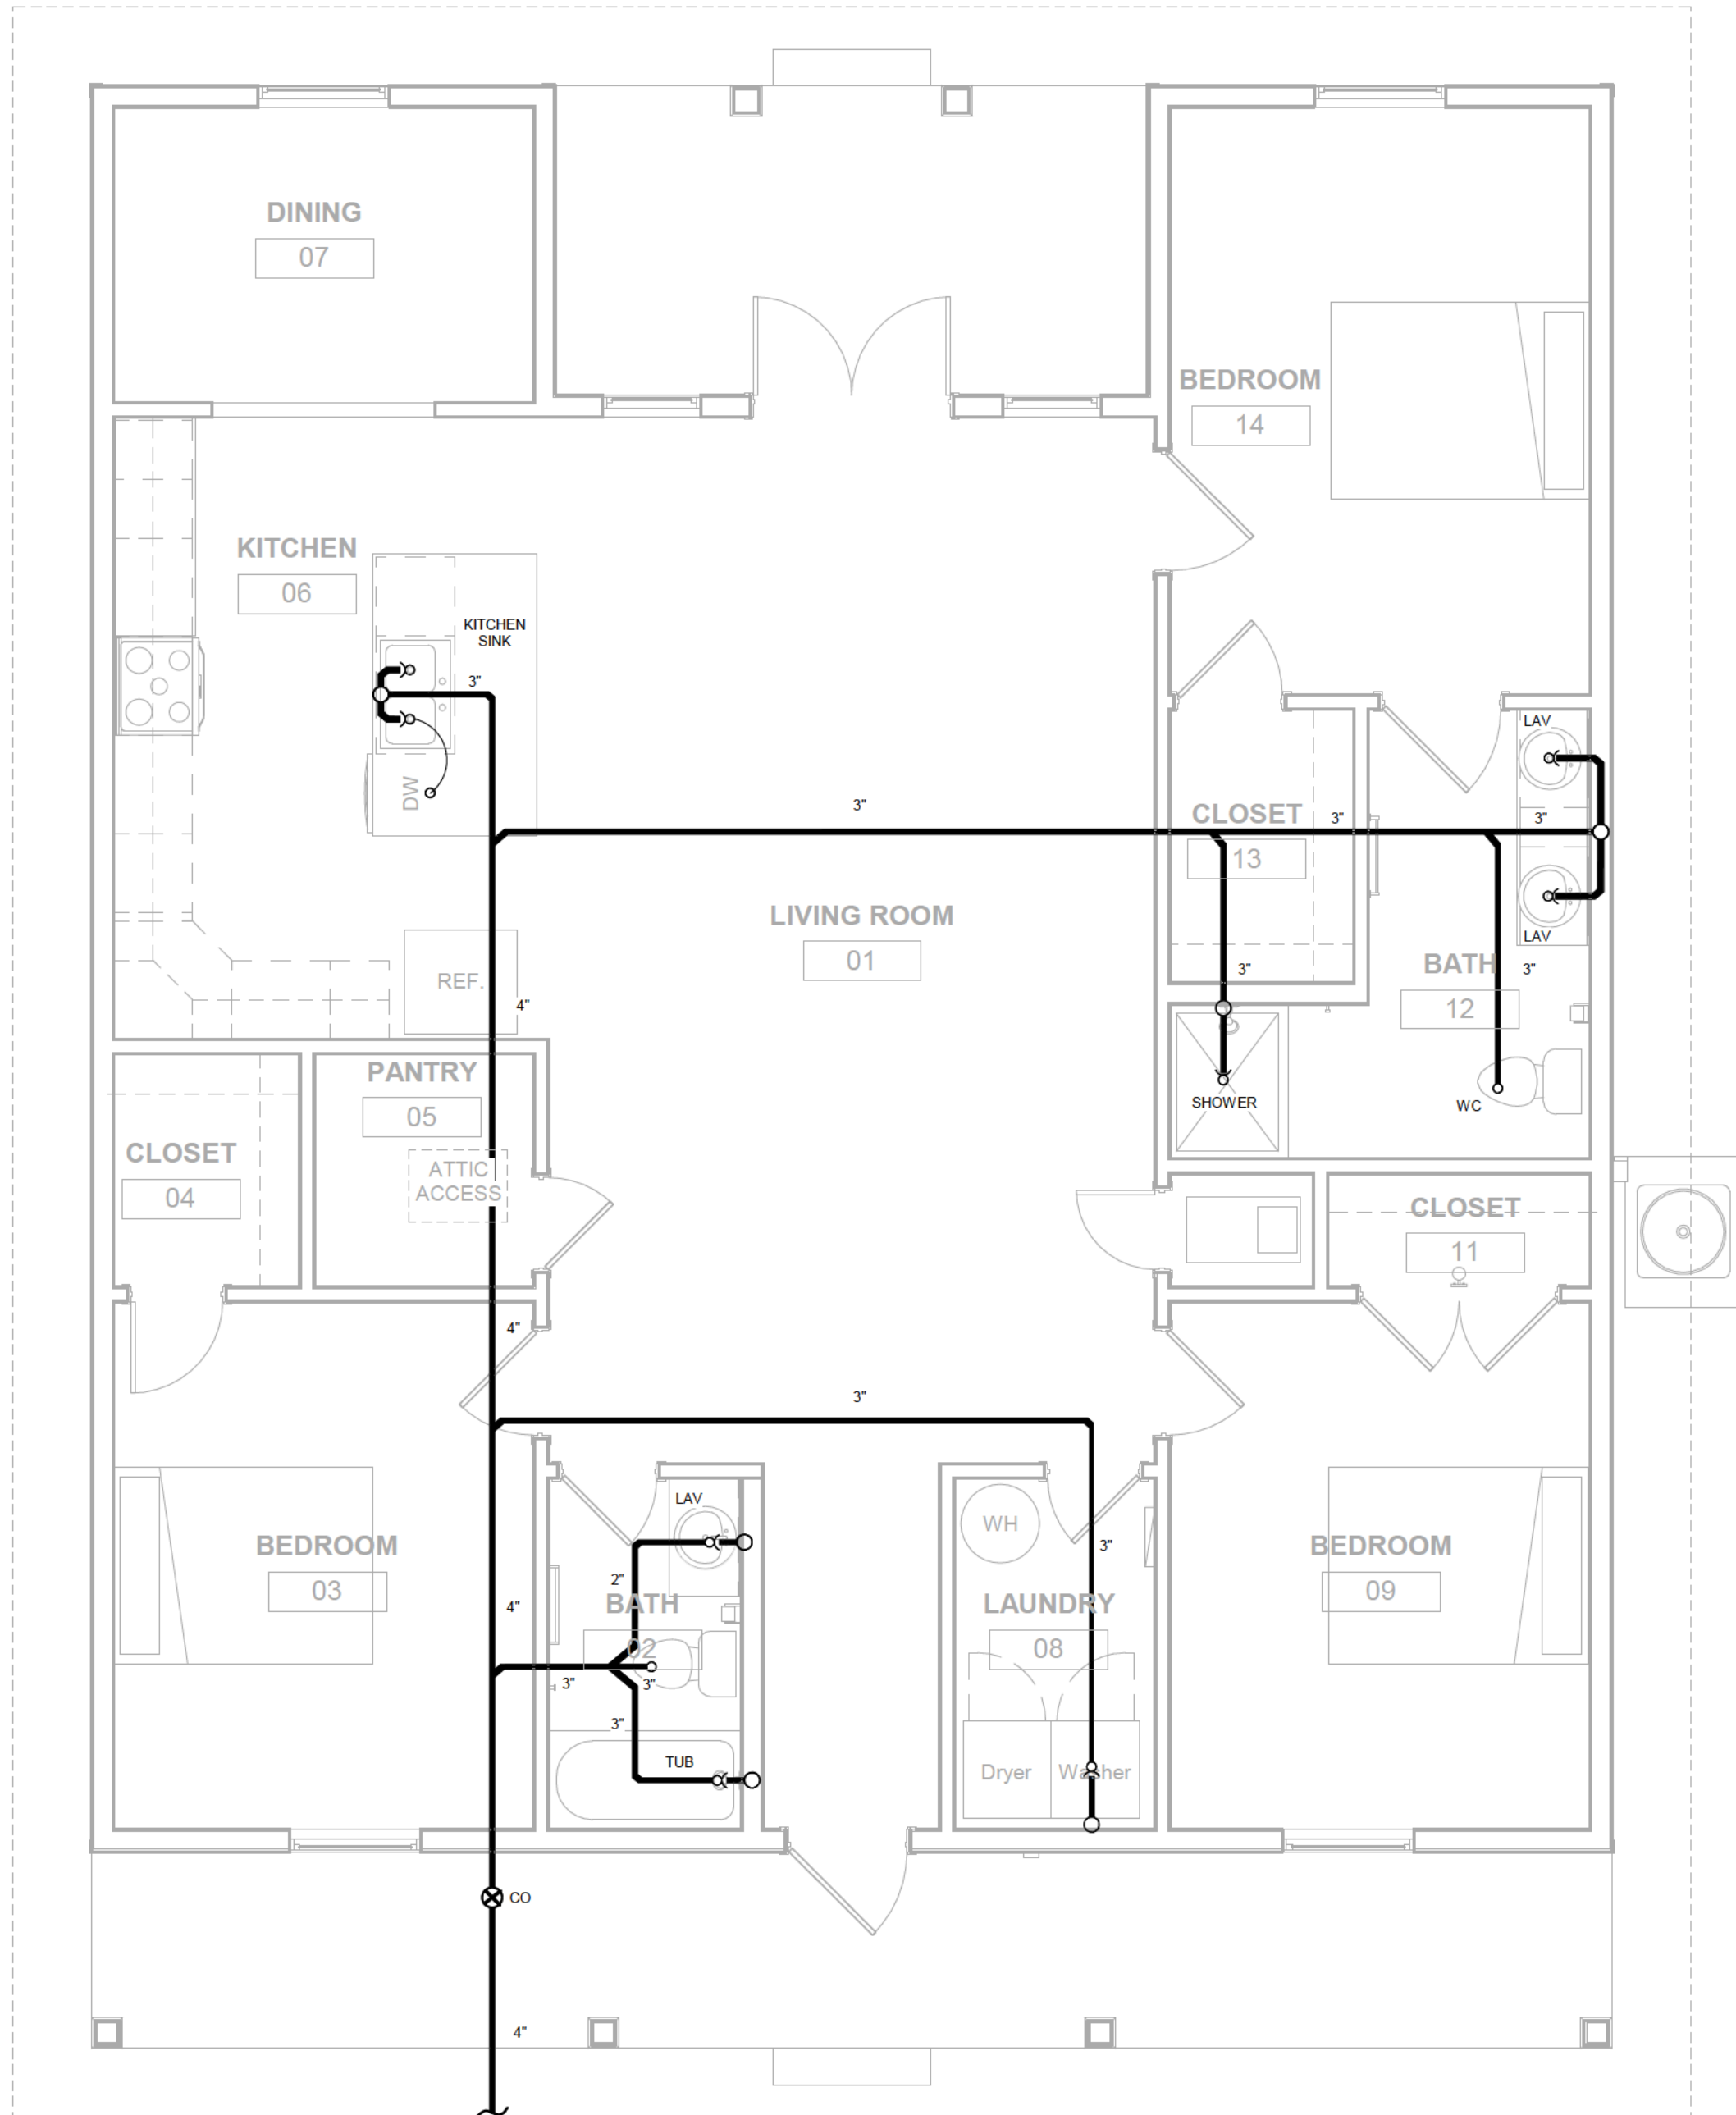 DINING
07
BEDROOM
14
KITCHEN
06
KITCHEN
SINK
3"
LAV
DW
3"
CLOSET
13
3"
3"
LIVING ROOM
01
LAV
BATH
12
3"
3"
REF.
4"
PANTRY
05
SHOWER
WC
CLOSET
04
ATTIC
ACCESS
CLOSET
11
4"
3"
LAV
WH
3"
BEDROOM
03
2"
BATH
02
4"
LAUNDRY
08
BEDROOM
09
3"
3"
3"
TUB
Dryer
Washer
CO
4"